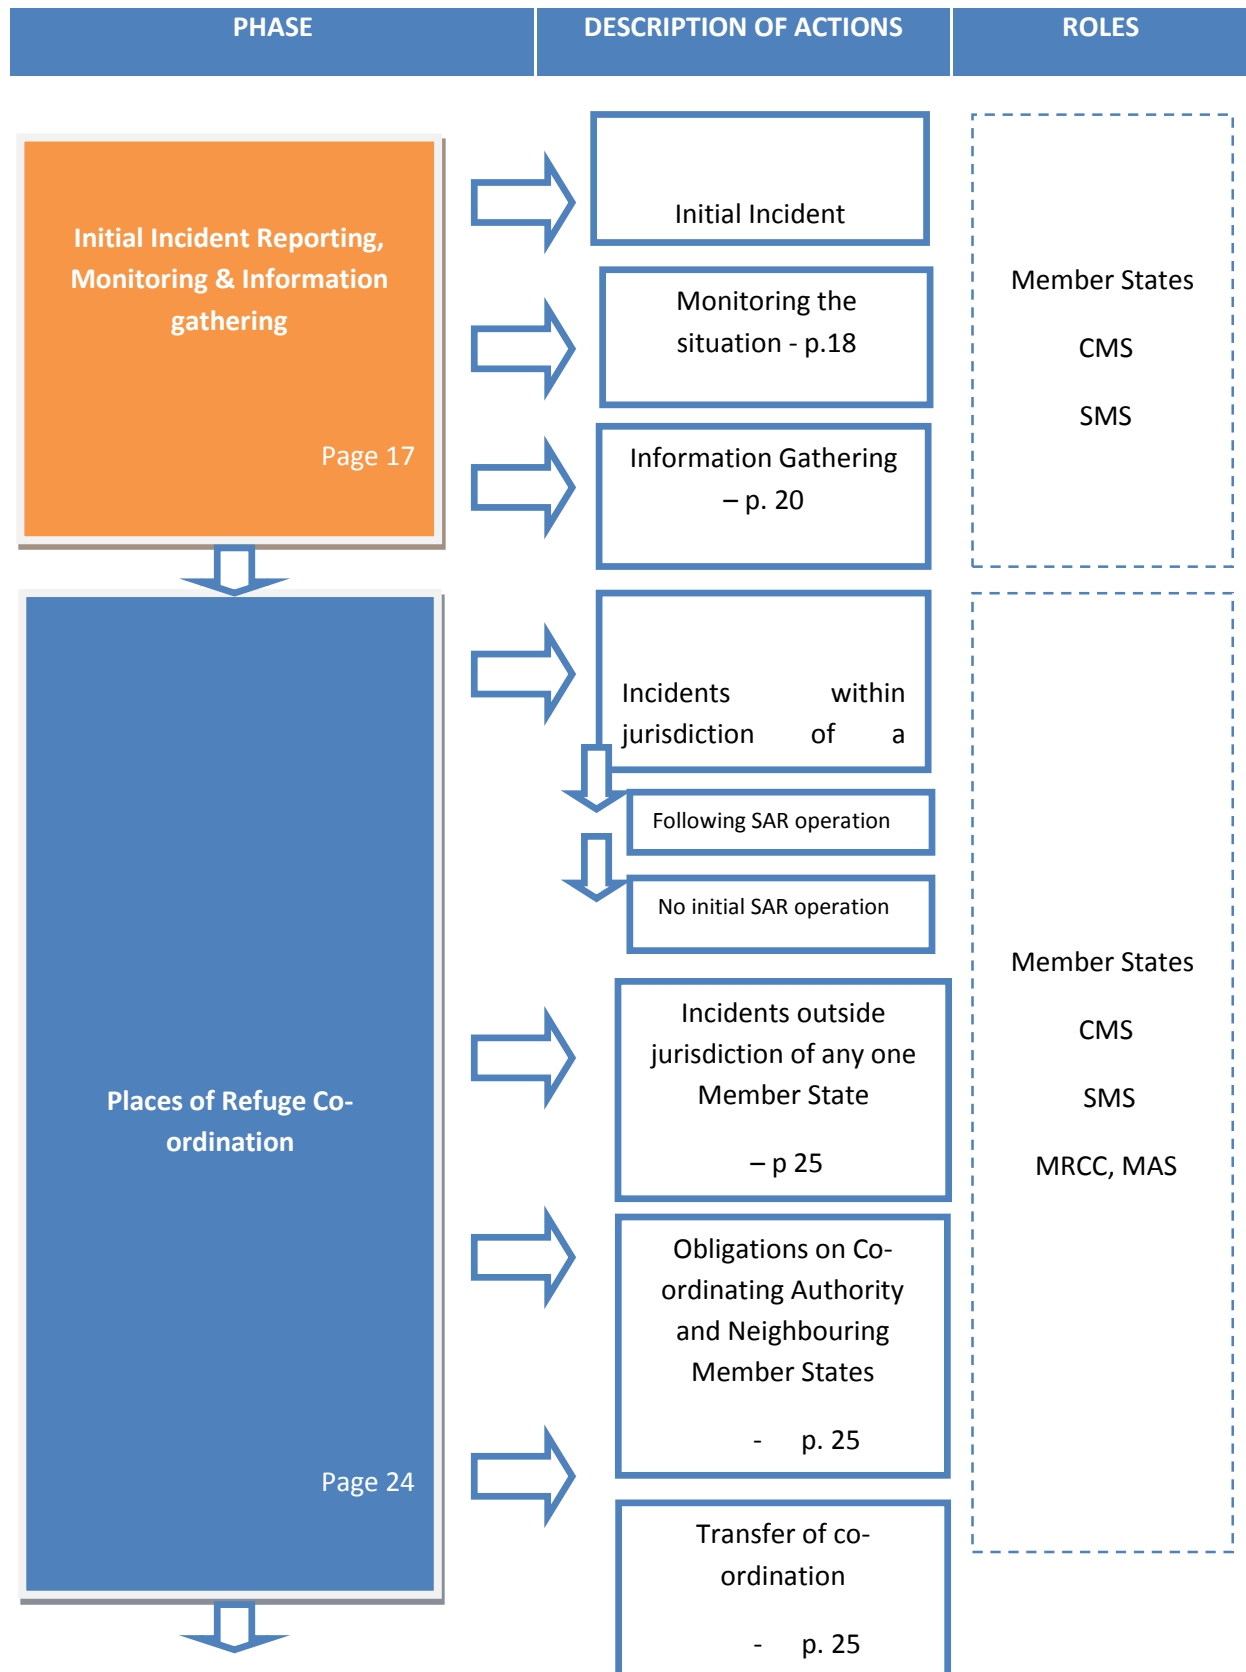 PHASE
DESCRIPTION OF ACTIONS
ROLES
Initial Incident Reporting,
Monitoring & Information
gathering
Page 17
Initial Incident
Monitoring the
situation - p.18
Information Gathering
– p. 20
Member States
CMS
SMS
Places of Refuge Co-
ordination
Page 24
Incidents within
jurisdiction of a
Following SAR operation
No initial SAR operation
Incidents outside
jurisdiction of any one
Member State
– p 25
Obligations on Co-
ordinating Authority
and Neighbouring
Member States
- p. 25
Transfer of co-
ordination
- p. 25
Member States
CMS
SMS
MRCC, MAS